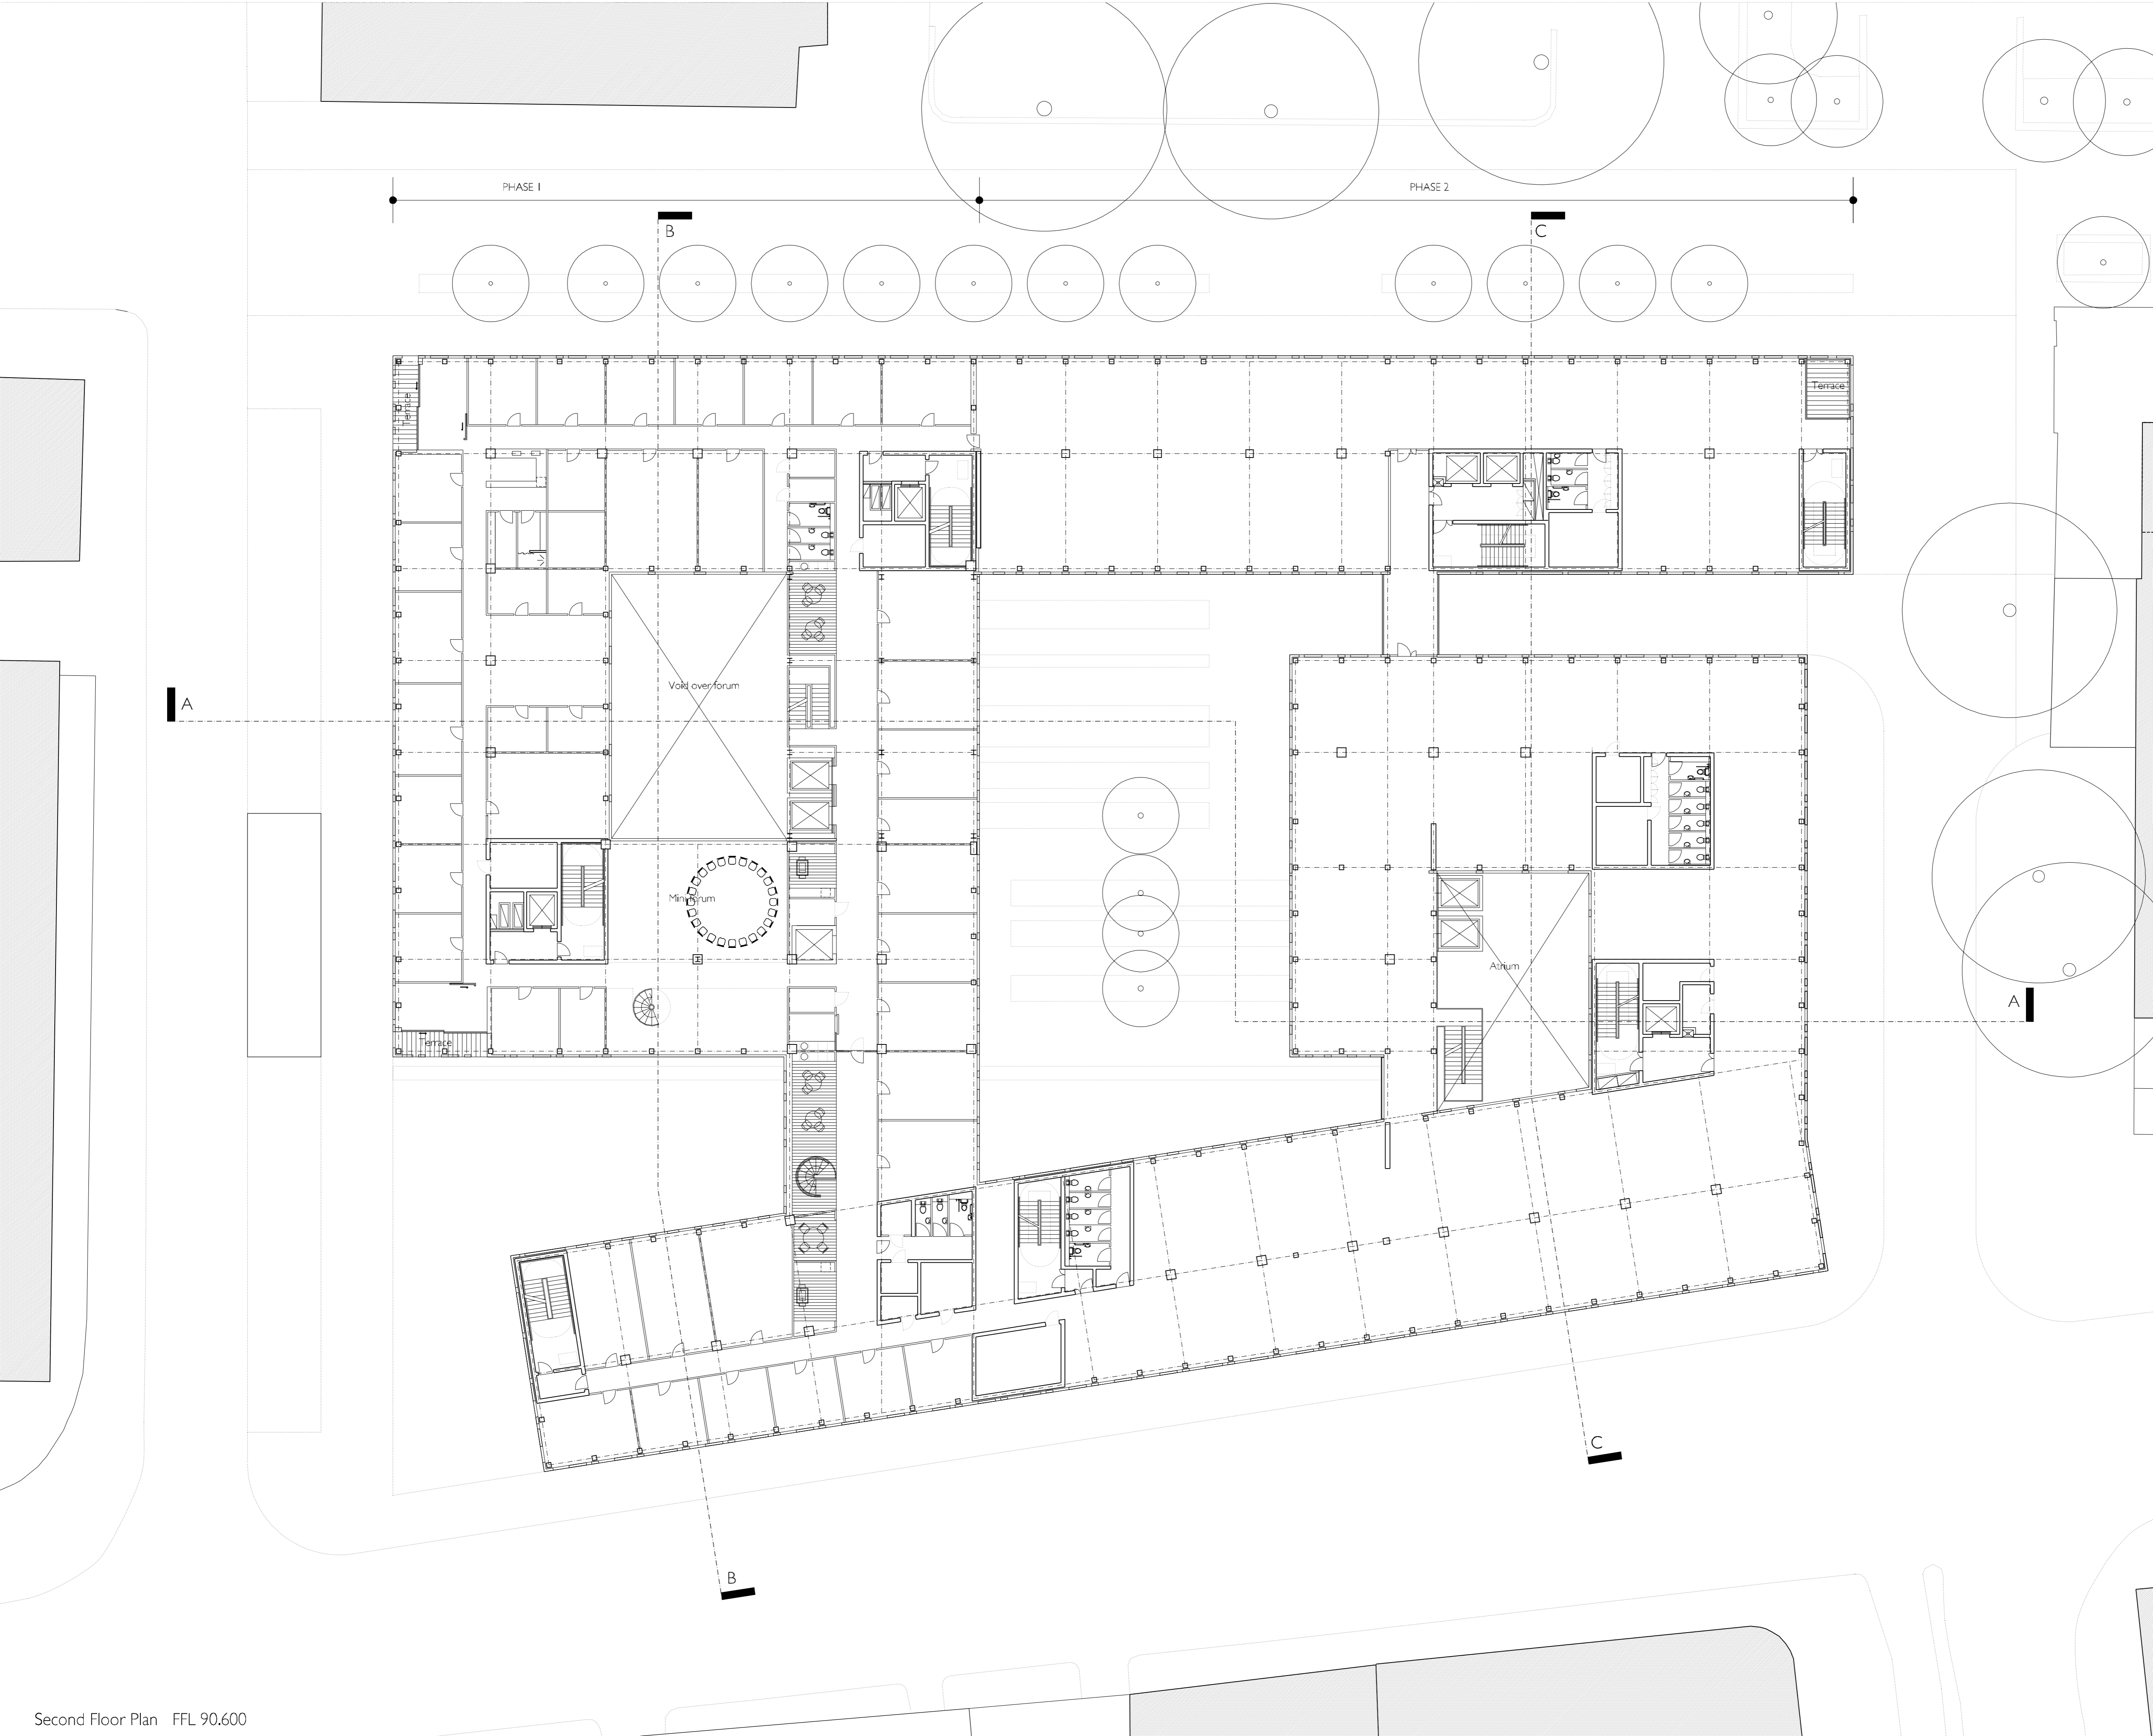 PHASE 1
PHASE 2
B
C
Terrace
Terrace
Void over forum
A
Mini forum
Atrium
A
Terrace
C
B
Second Floor Plan FFL 90.600